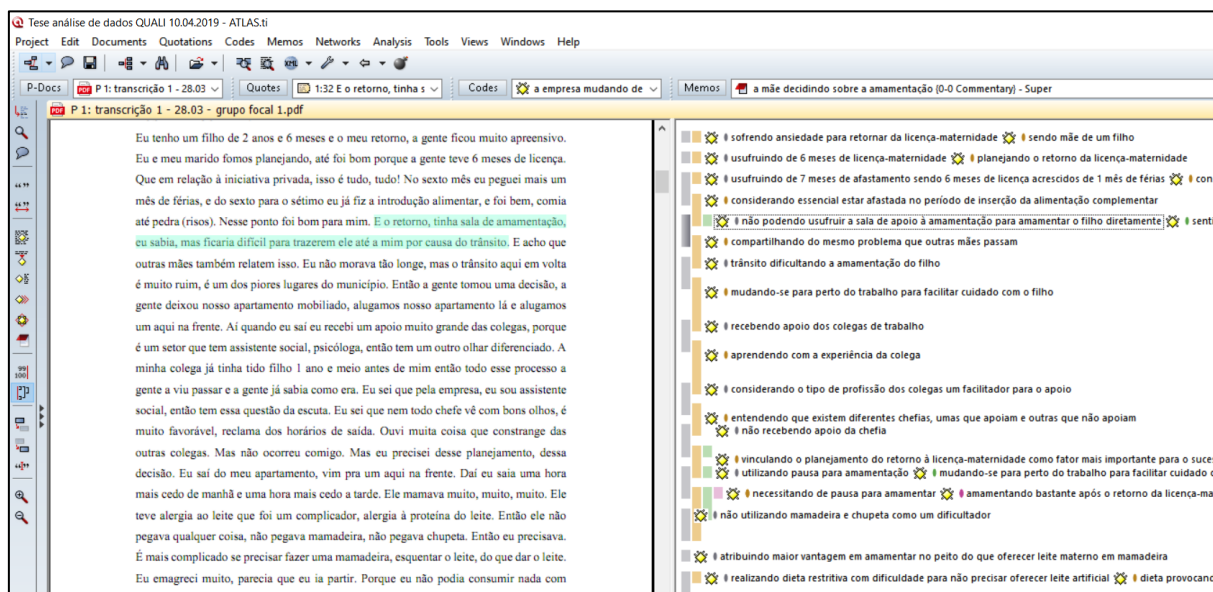 Tese análise de dados QUALI 10.04.2019 - ATLAS.ti
Project Edit Documents Quotations Codes Memos Networks Analysis Tools Views Windows Help
P-Docs P 1: transcrição 1 - 28.03 Quotes 1:32 E o retorno, tinha s Codes a empresa mudando de Memos a mãe decidindo sobre a amamentação {0-0 Commentary} - Super
P 1: transcrição 1 - 28.03 - grupo focal 1.pdf
Eu tenho um filho de 2 anos e 6 meses e o meu retorno, a gente ficou muito apreensivo.
Eu e meu marido fomos planejando, até foi bom porque a gente teve 6 meses de licença.
Que em relação à iniciativa privada, isso é tudo, tudo! No sexto mês eu peguei mais um
mês de férias, e do sexto para o sétimo eu já fiz a introdução alimentar, e foi bem, comia
até pedra (risos). Nesse ponto foi bom para mim. E o retorno, tinha sala de amamentação,
eu sabia, mas ficaria difícil para trazerem ele até a mim por causa do trânsito. E acho que
outras mães também relatem isso. Eu não morava tão longe, mas o trânsito aqui em volta
é muito ruim, é um dos piores lugares do município. Então a gente tomou uma decisão, a
gente deixou nosso apartamento mobiliado, alugamos nosso apartamento lá e alugamos
um aqui na frente. Aí quando eu saí eu recebi um apoio muito grande das colegas, porque
é um setor que tem assistente social, psicóloga, então tem um outro olhar diferenciado. A
minha colega já tinha tido filho 1 ano e meio antes de mim então todo esse processo a
gente a viu passar e a gente já sabia como era. Eu sei que pela empresa, eu sou assistente
social, então tem essa questão da escuta. Eu sei que nem todo chefe vê com bons olhos, é
muito favorável, reclama dos horários de saída. Ouvi muita coisa que constrange das
outras colegas. Mas não ocorreu comigo. Mas eu precisei desse planejamento, dessa
decisão. Eu saí do meu apartamento, vim pra um aqui na frente. Daí eu saia uma hora
mais cedo de manhã e uma hora mais cedo a tarde. Ele mamava muito, muito, muito. Ele
teve alergia ao leite que foi um complicador, alergia à proteína do leite. Então ele não
pegava qualquer coisa, não pegava mamadeira, não pegava chupeta. Então eu precisava.
É mais complicado se precisar fazer uma mamadeira, esquentar o leite, do que dar o leite.
Eu emagreci muito, parecia que eu ia partir. Porque eu não podia consumir nada com
sofrendo ansiedade para retornar da licença-maternidade sendo mãe de um filho
usufruindo de 6 meses de licença-maternidade planejando o retorno da licença-maternidade
usufruindo de 7 meses de afastamento sendo 6 meses de licença acrescidos de 1 mês de férias con
considerando essencial estar afastada no período de inserção da alimentação complementar
não podendo usufruir a sala de apoio à amamentação para amamentar o filho diretamente senti
compartilhando do mesmo problema que outras mães passam
trânsito dificultando a amamentação do filho
mudando-se para perto do trabalho para facilitar cuidado com o filho
recebendo apoio dos colegas de trabalho
aprendendo com a experiência da colega
considerando o tipo de profissão dos colegas um facilitador para o apoio
entendendo que existem diferentes chefias, umas que apoiam e outras que não apoiam
não recebendo apoio da chefia
vinculando o planejamento do retorno à licença-maternidade como fator mais importante para o suce
utilizando pausa para amamentação mudando-se para perto do trabalho para facilitar cuidado
necessitando de pausa para amamentar amamentando bastante após o retorno da licença-ma
não utilizando mamadeira e chupeta como um dificultador
atribuindo maior vantagem em amamentar no peito do que oferecer leite materno em mamadeira
realizando dieta restritiva com dificuldade para não precisar oferecer leite artificial dieta provocand